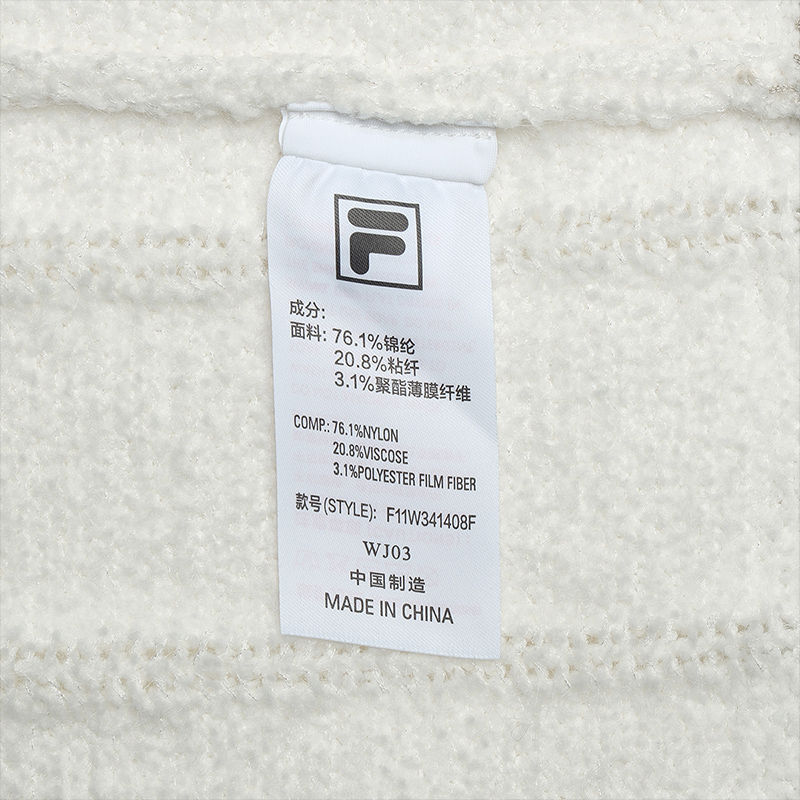 F
成分:
面料: 76.1%锦纶
20.8%粘纤
3.1%聚酯薄膜纤维
COMP.: 76.1%NYLON
20.8%VISCOSE
3.1%POLYESTER FILM FIBER
款号(STYLE): F11W341408F
WJ03
中国制造
MADE IN CHINA